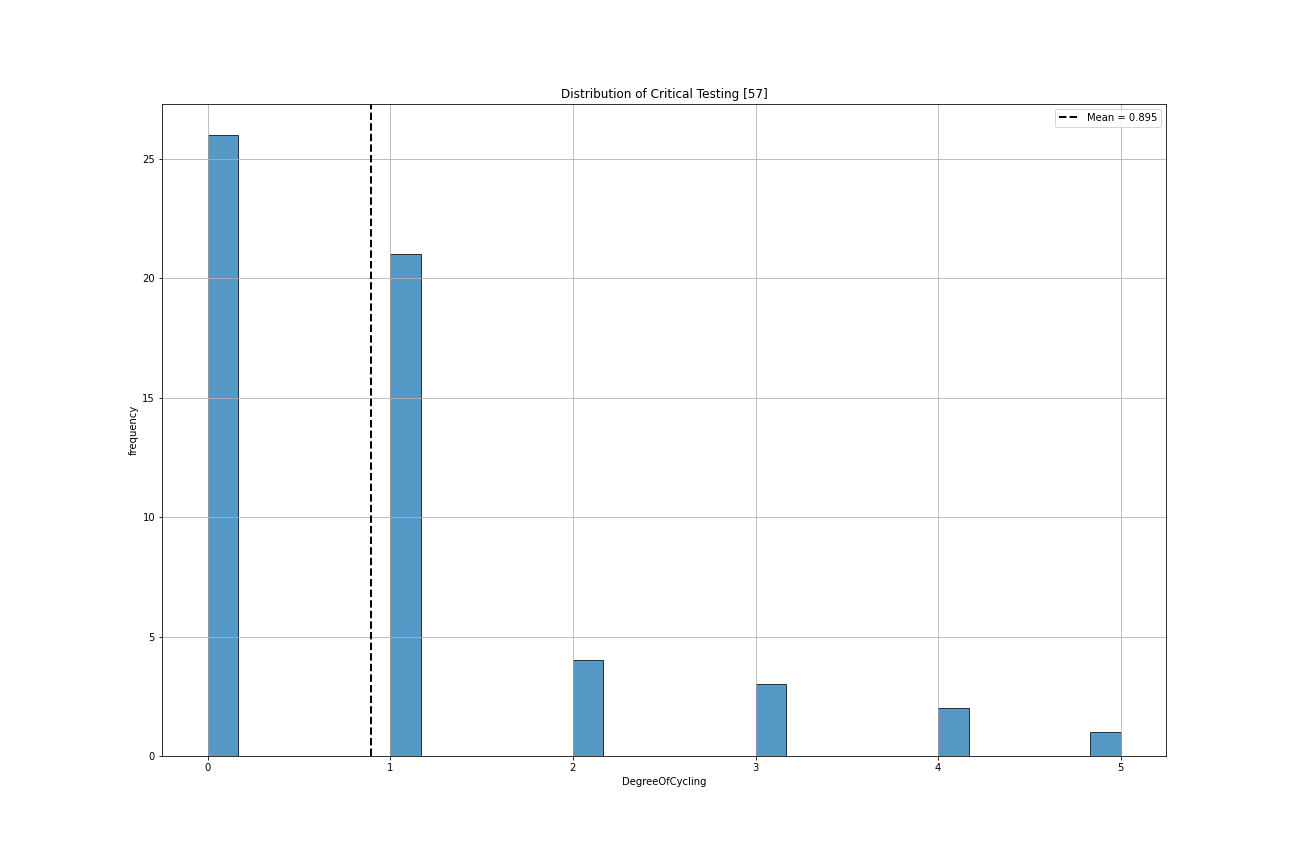 Distribution of Critical Testing [57]
Mean = 0.895
25
20
15
10
5
0
frequency
0 1 2 3 4 5
DegreeOfCycling